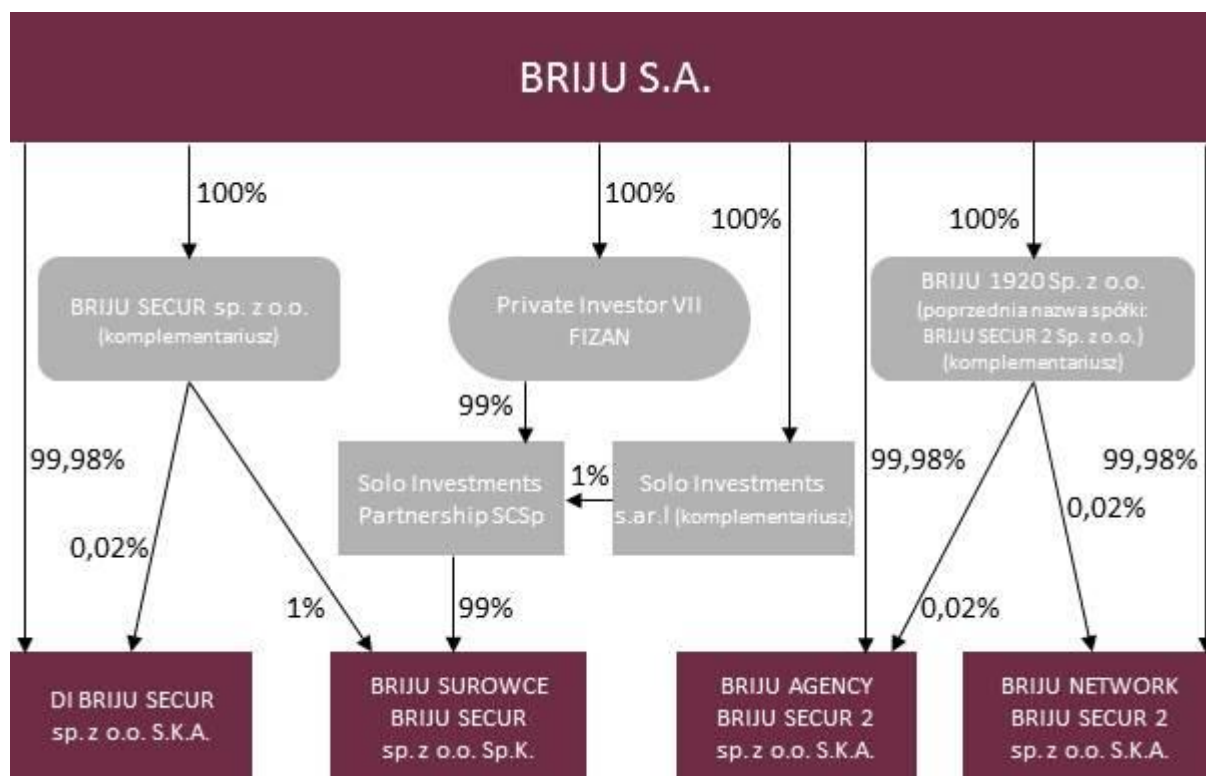 BRIJU S.A.
100%
100%
100%
100%
BRIJU SECUR sp. z o.o.
(komplementariusz)
Private Investor VII
FIZAN
BRIJU 1920 Sp. z o.o.
(poprzednia nazwa spółki:
BRIJU SECUR 2 Sp. z o.o.)
(komplementariusz)
99%
99,98%
1%
99,98%
99,98%
Solo Investments
Partnership SCSp
Solo Investments
s.ar.l (komplementariusz)
0,02%
0,02%
1%
99%
0,02%
DI BRIJU SECUR
sp. z o.o. S.K.A.
BRIJU SUROWCE
BRIJU SECUR
sp. z o.o. Sp.K.
BRIJU AGENCY
BRIJU SECUR 2
sp. z o.o. S.K.A.
BRIJU NETWORK
BRIJU SECUR 2
sp. z o.o. S.K.A.